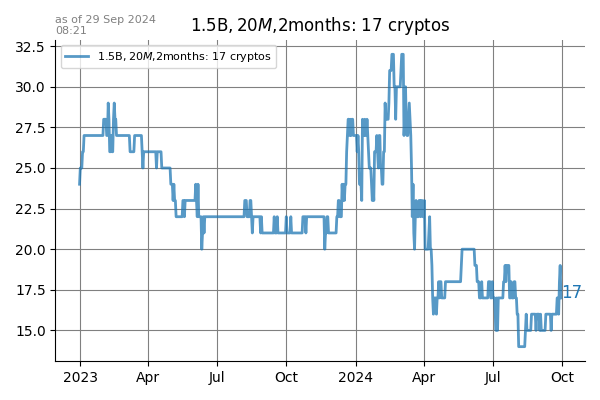 as of 29 Sep 2024
08:21
1.5B, 20M,2months: 17 cryptos
1.5B, 20M,2months: 17 cryptos
32.5
30.0
27.5
25.0
22.5
20.0
17.5
15.0
17
2023 Apr Jul Oct 2024 Apr Jul Oct